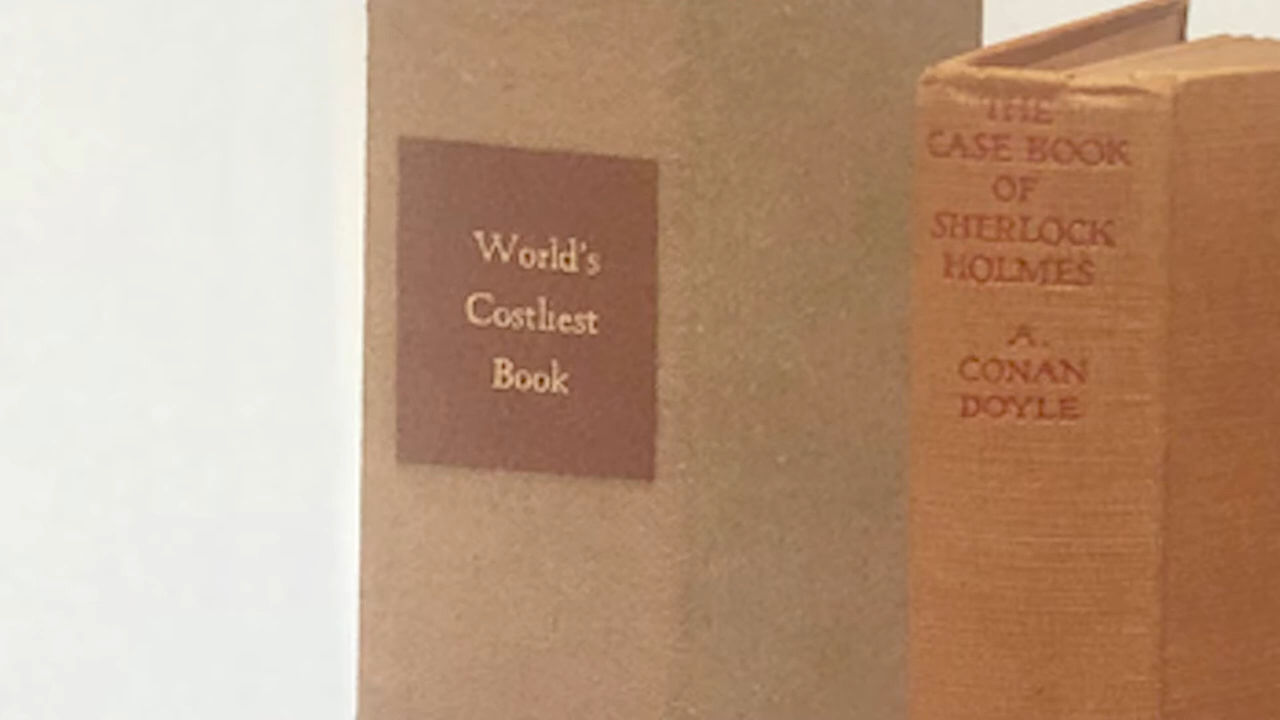 World's
Costliest
Book
THE
CASE BOOK
OF
SHERLOCK
HOLMES
A.
CONAN
DOYLE